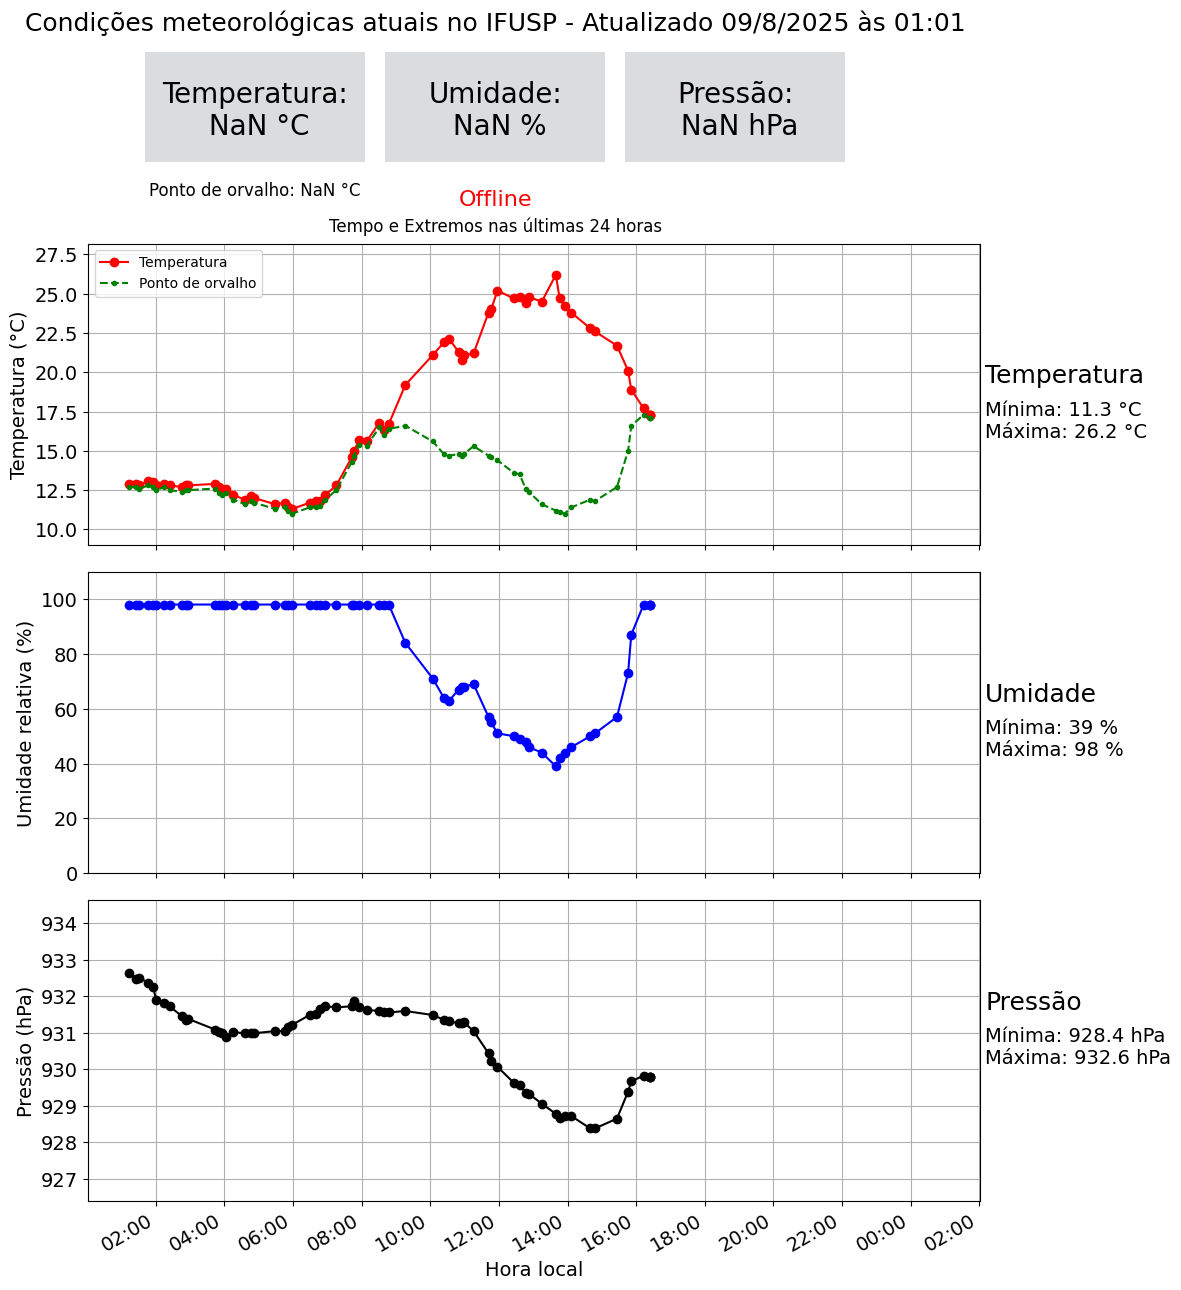 Condições meteorológicas atuais no IFUSP - Atualizado 09/8/2025 às 01:01
Temperatura:
NaN °C
Umidade:
NaN %
Pressão:
NaN hPa
Ponto de orvalho: NaN °C
Offline
Tempo e Extremos nas últimas 24 horas
Temperatura
Ponto de orvalho
Temperatura (°C)
27.5
25.0
22.5
20.0
17.5
15.0
12.5
10.0
Temperatura
Mínima: 11.3 °C
Máxima: 26.2 °C
Umidade relativa (%)
100
80
60
40
20
0
Umidade
Mínima: 39 %
Máxima: 98 %
Pressão (hPa)
934
933
932
931
930
929
928
927
Pressão
Mínima: 928.4 hPa
Máxima: 932.6 hPa
02:00 04:00 06:00 08:00 10:00 12:00 14:00 16:00 18:00 20:00 22:00 00:00 02:00
Hora local